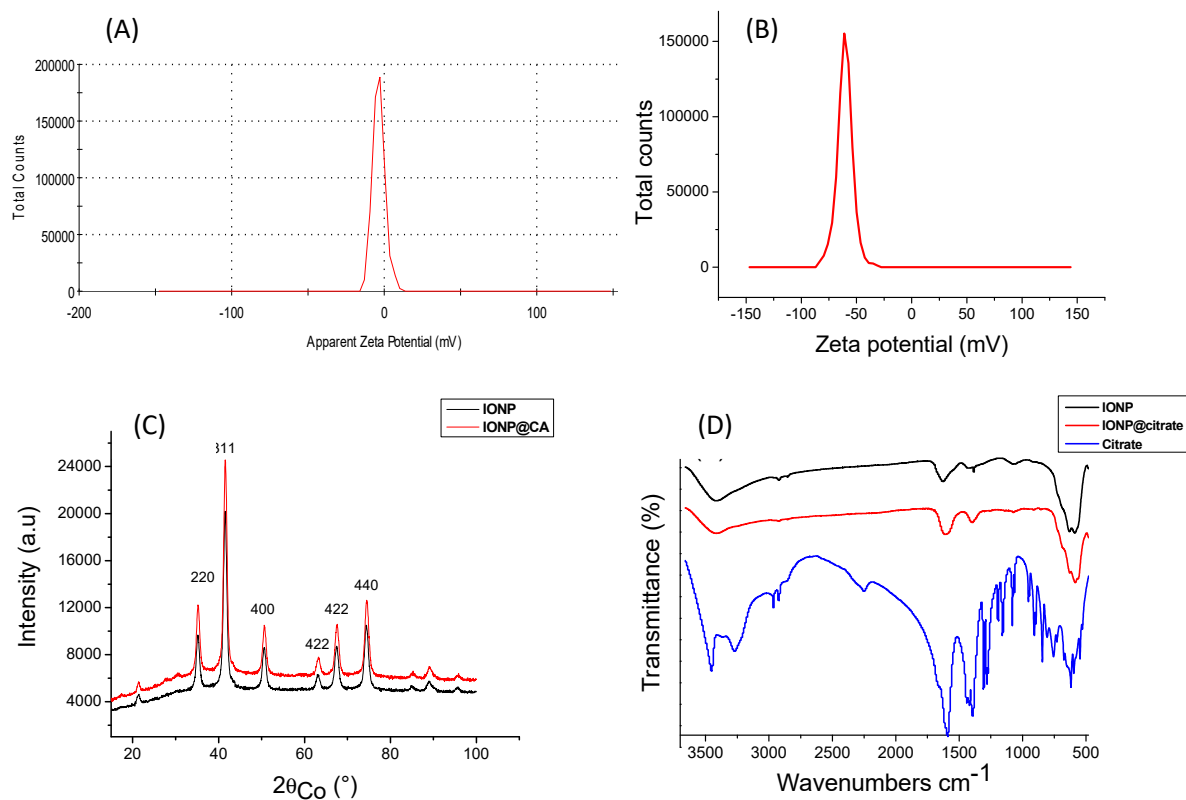 (A)
200000
150000
100000
50000
0
Total Counts
-200
-100
0
100
Apparent Zeta Potential (mV)
(B)
150000
100000
50000
0
Total counts
-150
-100
-50
0
50
100
150
Zeta potential (mV)
(C)
IONP
IONP@CA
311
220
400
422
422
440
24000
20000
16000
12000
8000
4000
Intensity (a.u)
20
40
60
80
100
2θCo (°)
(D)
IONP
IONP@citrate
Citrate
Transmittance (%)
3500
3000
2500
2000
1500
1000
500
Wavenumbers cm-1